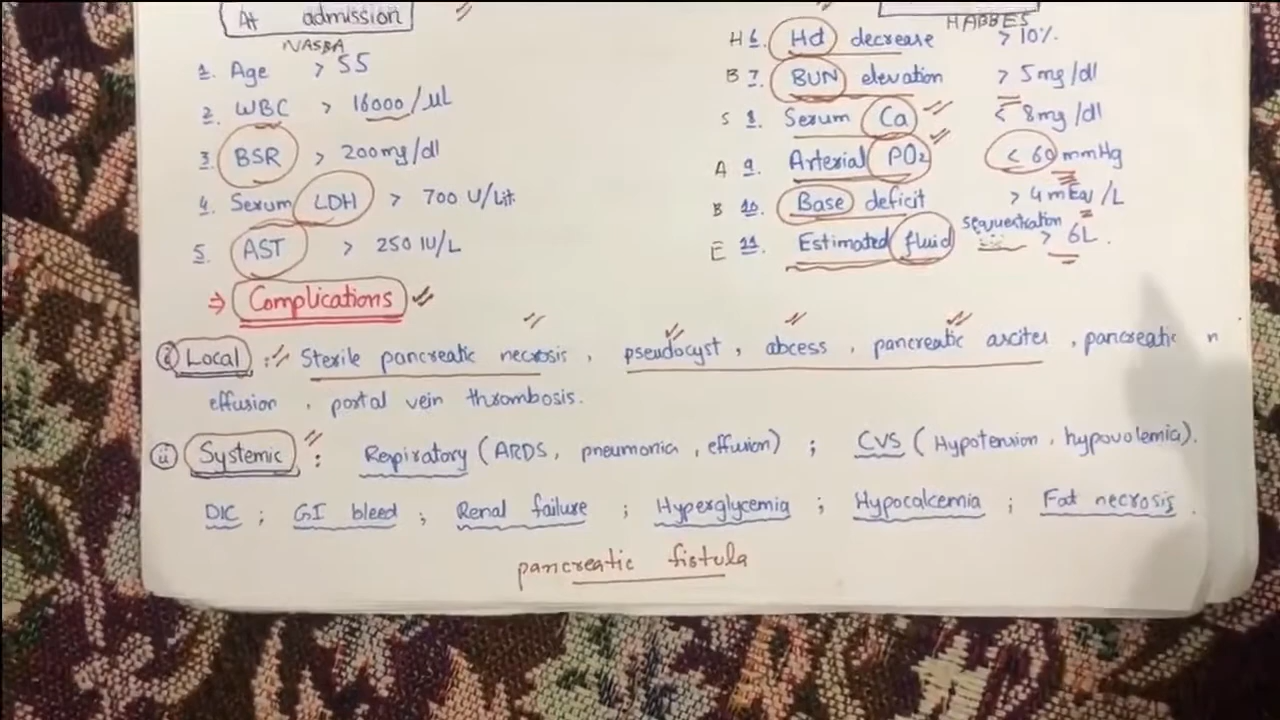 At admission
NASBA
1. Age > 55
2. WBC > 16000/μL
3. BSR > 200mg/dl
4. Serum LDH > 700 U/Lit
5. AST > 250 IU/L
HABBES
H 6. Hd decrease > 10%.
B 7. BUN elevation > 5mg/dl
S 8. Serum Ca < 8mg/dl
A 9. Arterial PO2 < 60 mmHg
B 10. Base deficit > 4 mEq/L
E 11. Estimated fluid sequestration > 6L.
⇒ Complications
i Local : Sterile pancreatic necrosis, pseudocyst, abcess, pancreatic ascites, pancreatic
effusion, portal vein thrombosis.
ii Systemic : Respiratory (ARDS, pneumonia, effusion) ; CVS (Hypotension, hypovolemia).
DIC ; GI bleed ; Renal failure ; Hyperglycemia ; Hypocalcemia ; Fat necrosis.
pancreatic fistula